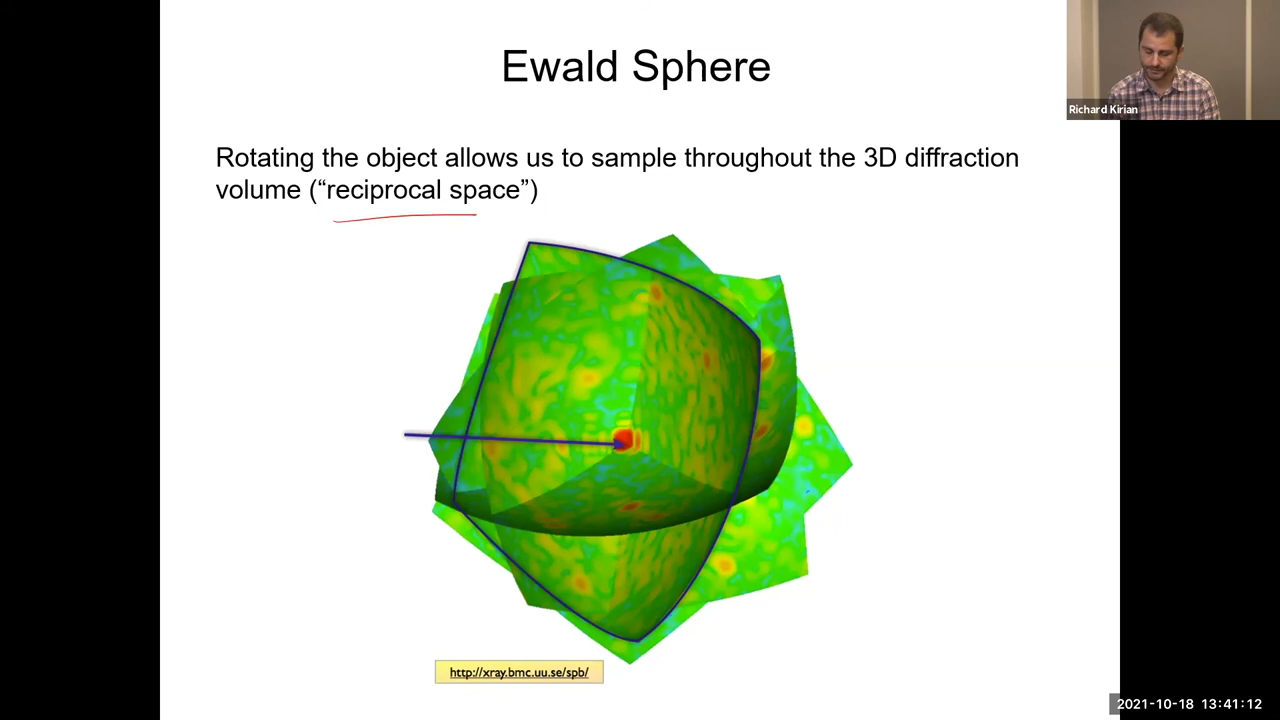 Ewald Sphere
Richard Kirian
Rotating the object allows us to sample throughout the 3D diffraction
volume (“reciprocal space”)
http://xray.bmc.uu.se/spb/
2021-10-18 13:41:12